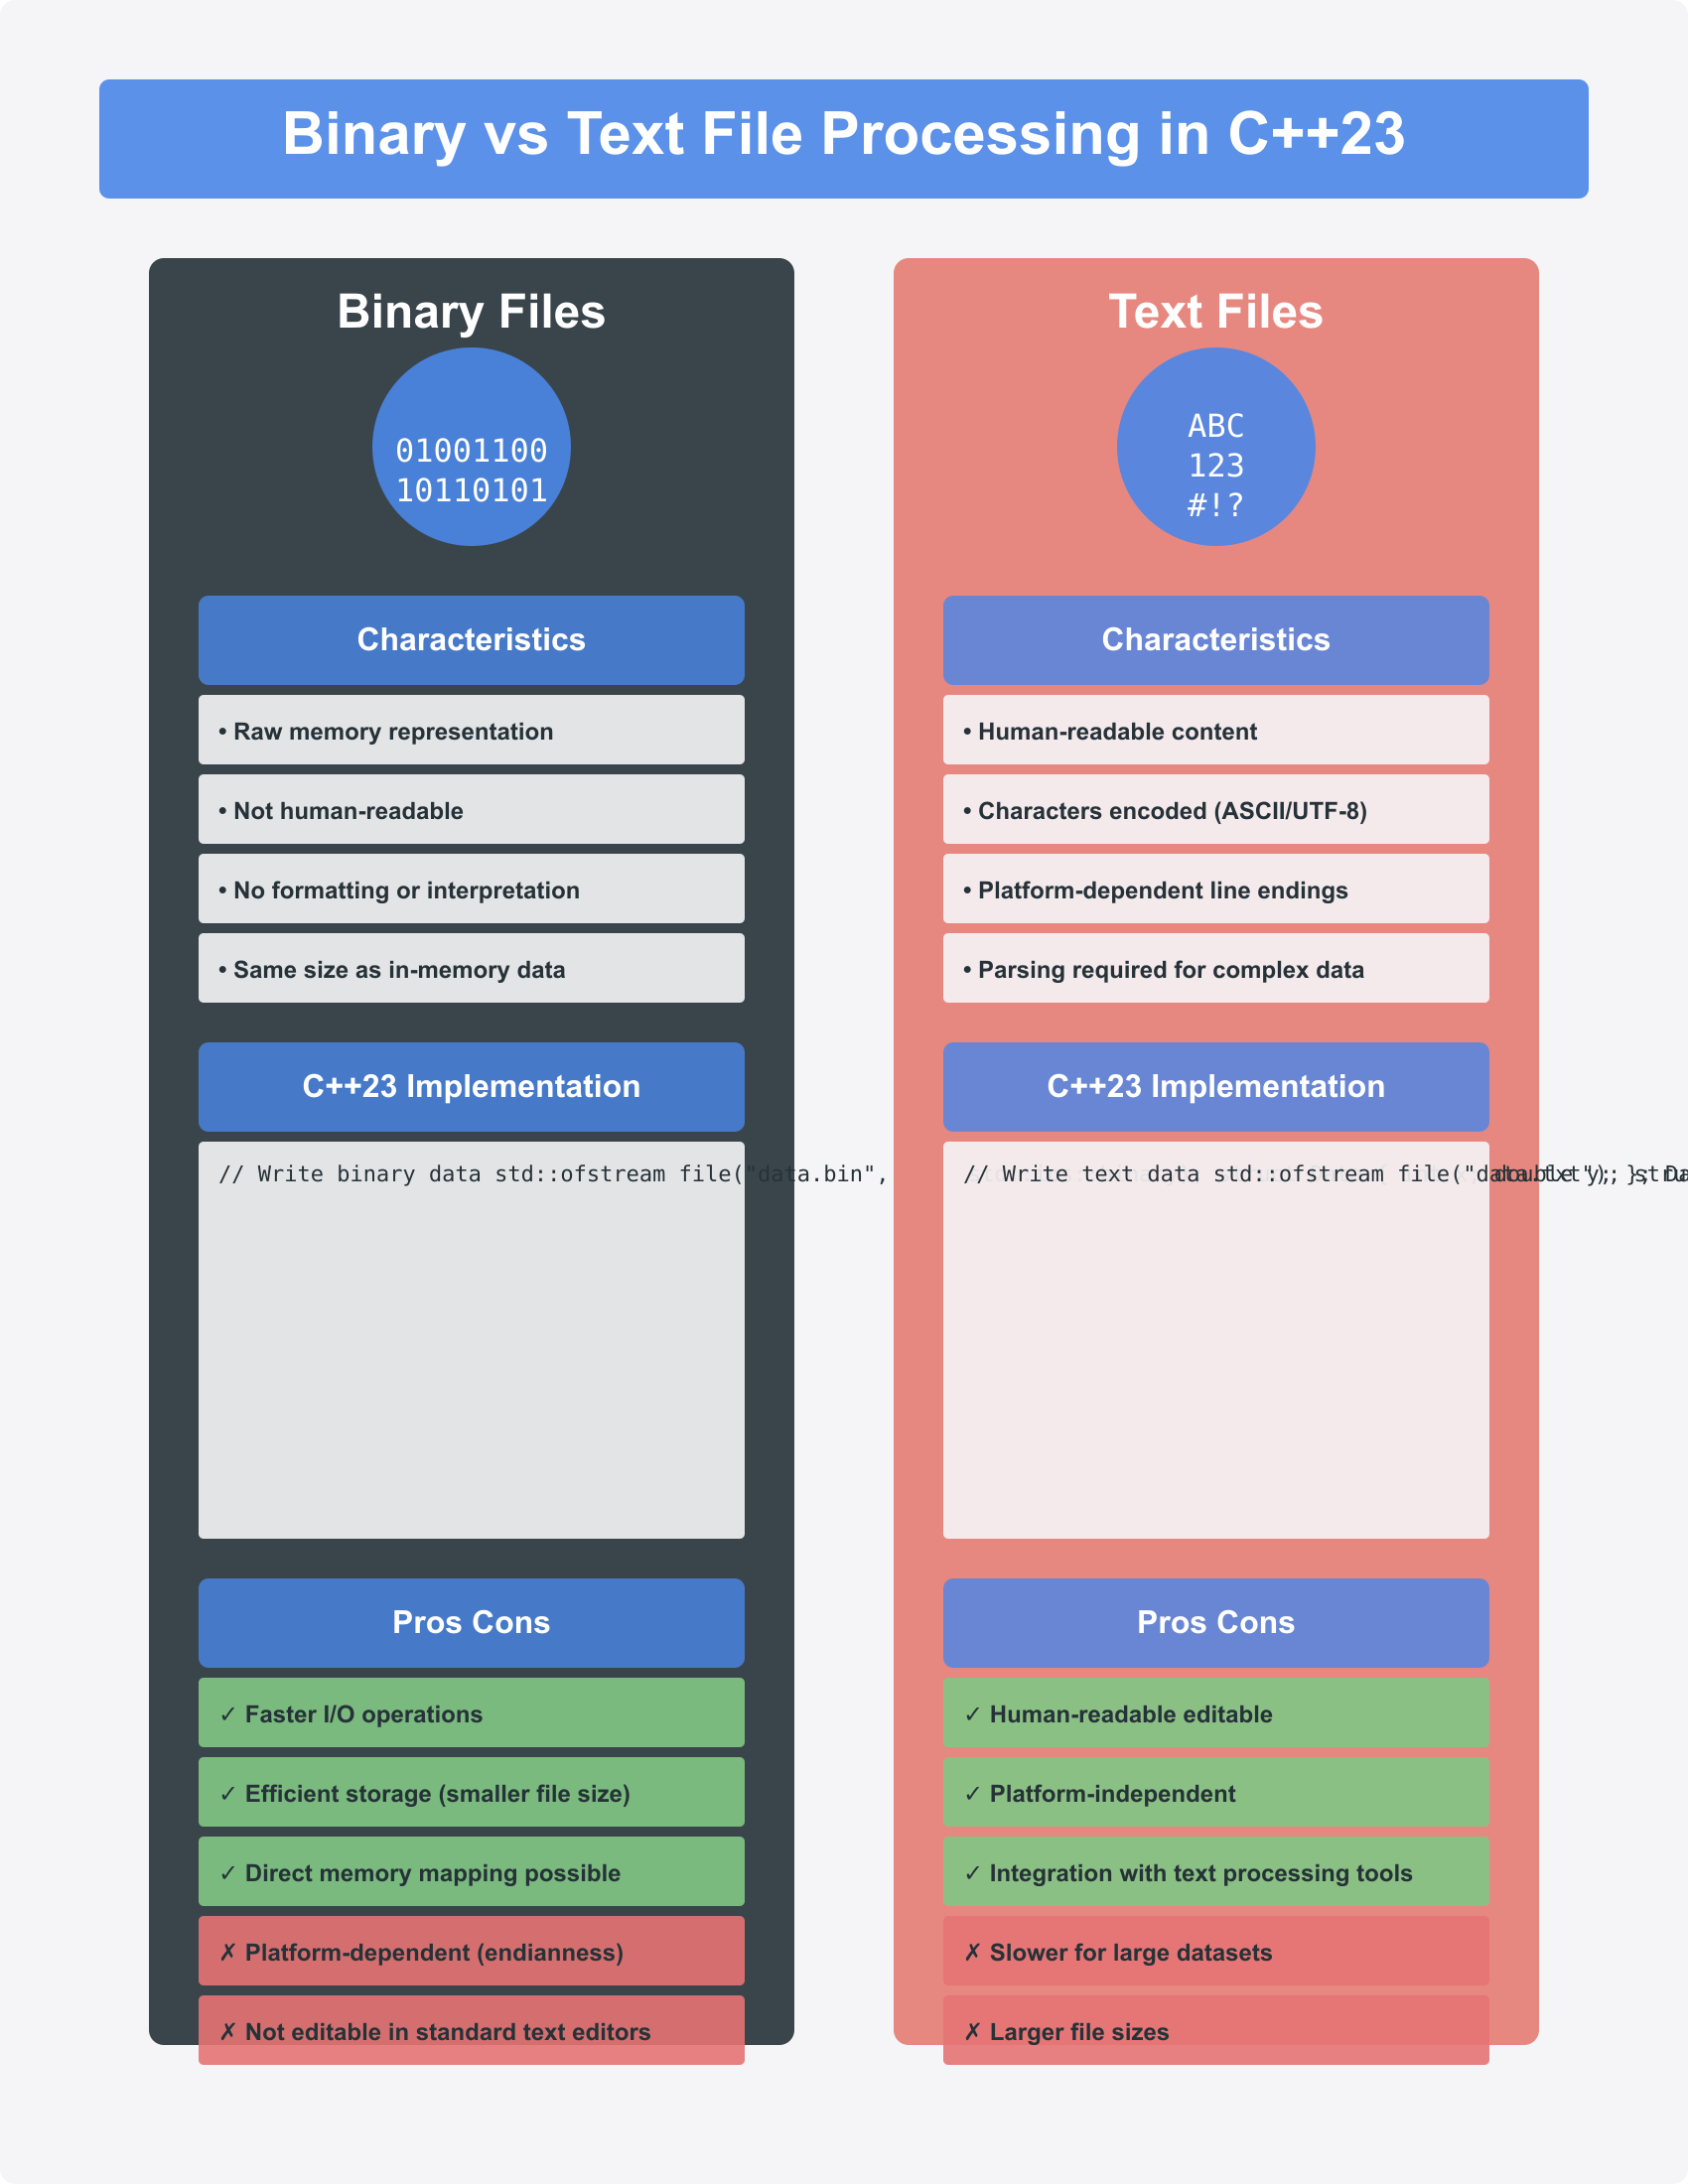 Binary vs Text File Processing in C++23
Binary Files
01001100
10110101
Characteristics
• Raw memory representation
• Not human-readable
• No formatting or interpretation
• Same size as in-memory data
C++23 Implementation
// Write binary data std::ofstream file("data.bin",
Pros Cons
✓ Faster I/O operations
✓ Efficient storage (smaller file size)
✓ Direct memory mapping possible
✗ Platform-dependent (endianness)
✗ Not editable in standard text editors
Text Files
ABC
123
#!?
Characteristics
• Human-readable content
• Characters encoded (ASCII/UTF-8)
• Platform-dependent line endings
• Parsing required for complex data
C++23 Implementation
// Write text data std::ofstream file("data.txt");
Pros Cons
✓ Human-readable editable
✓ Platform-independent
✓ Integration with text processing tools
✗ Slower for large datasets
✗ Larger file sizes